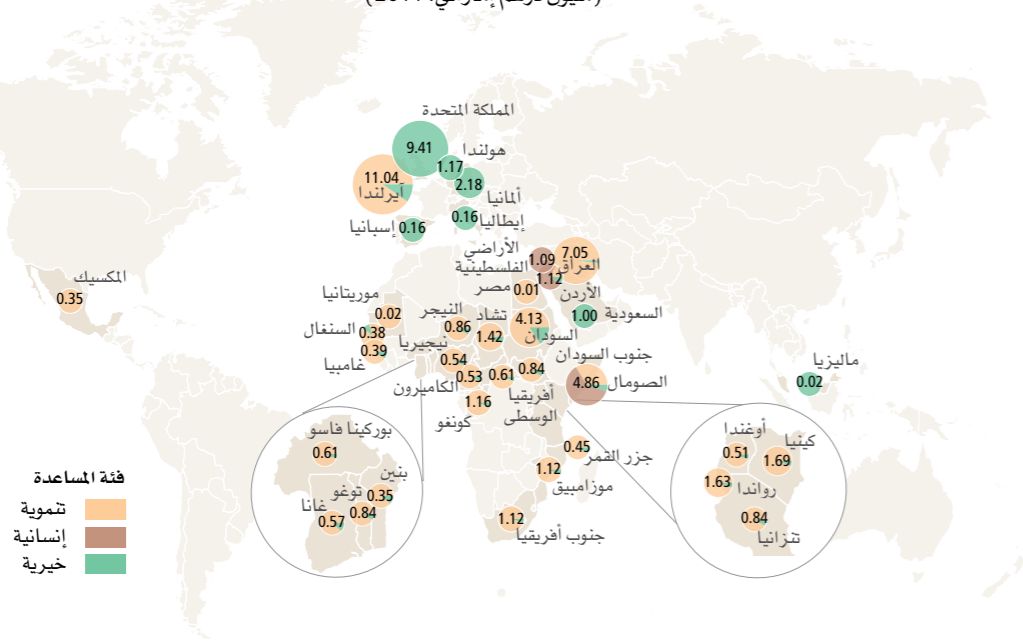 المملكة المتحدة
9.41
هولندا
1.17
2.18
ألمانيا
11.04
آيرلندا
إيطاليا
0.16
إسبانيا
0.16
الأراضي
الفلسطينية
1.09
7.05
العراق
1.12
الأردن
مصر
0.01
السعودية
1.00
المكسيك
0.35
موريتانيا
0.02
السنغال
0.38
0.39
غامبيا
النيجر
0.86
تشاد
1.42
4.13
السودان
نيجيريا
0.54
الكاميرون
0.53
0.61
أفريقيا
الوسطى
0.84
جنوب السودان
الصومال
4.86
ماليزيا
0.02
1.16
كونغو
0.45
جزر القمر
1.12
موزامبيق
1.12
جنوب أفريقيا
بوركينا فاسو
0.61
بنين
0.35
توغو
0.84
غانا
0.57
أوغندا
0.51
كينيا
1.69
1.63
رواندا
0.84
تنزانيا
فئة المساعدة
تنموية
إنسانية
خيرية